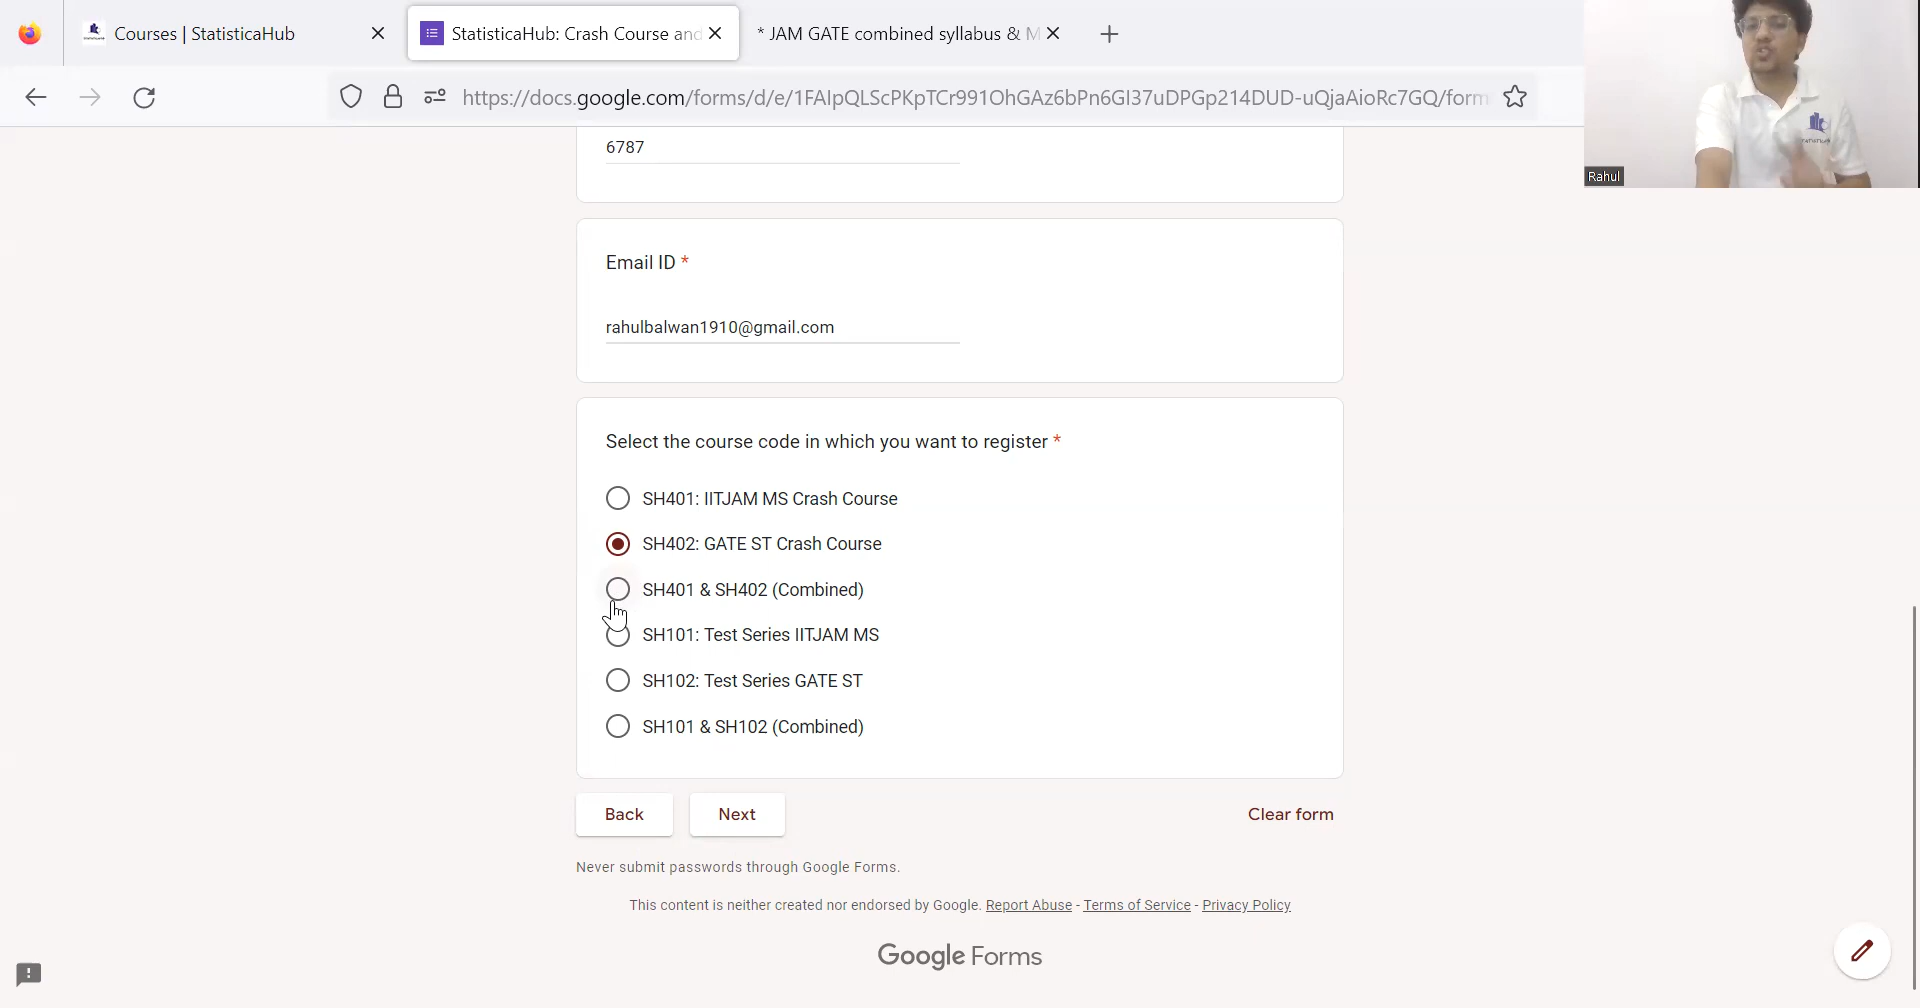 Courses | StatisticaHub
StatisticaHub: Crash Course and
* JAM GATE combined syllabus & M
https://docs.google.com/forms/d/e/1FAIpQLScPKpTCr991OhGAz6bPn6GI37uDPGp214DUD-uQjaAioRc7GQ/form
Rahul
6787
Email ID *
rahulbalwan1910@gmail.com
Select the course code in which you want to register *
SH401: IITJAM MS Crash Course
SH402: GATE ST Crash Course
SH401 & SH402 (Combined)
SH101: Test Series IITJAM MS
SH102: Test Series GATE ST
SH101 & SH102 (Combined)
Back
Next
Clear form
Never submit passwords through Google Forms.
This content is neither created nor endorsed by Google. Report Abuse - Terms of Service - Privacy Policy
Google Forms